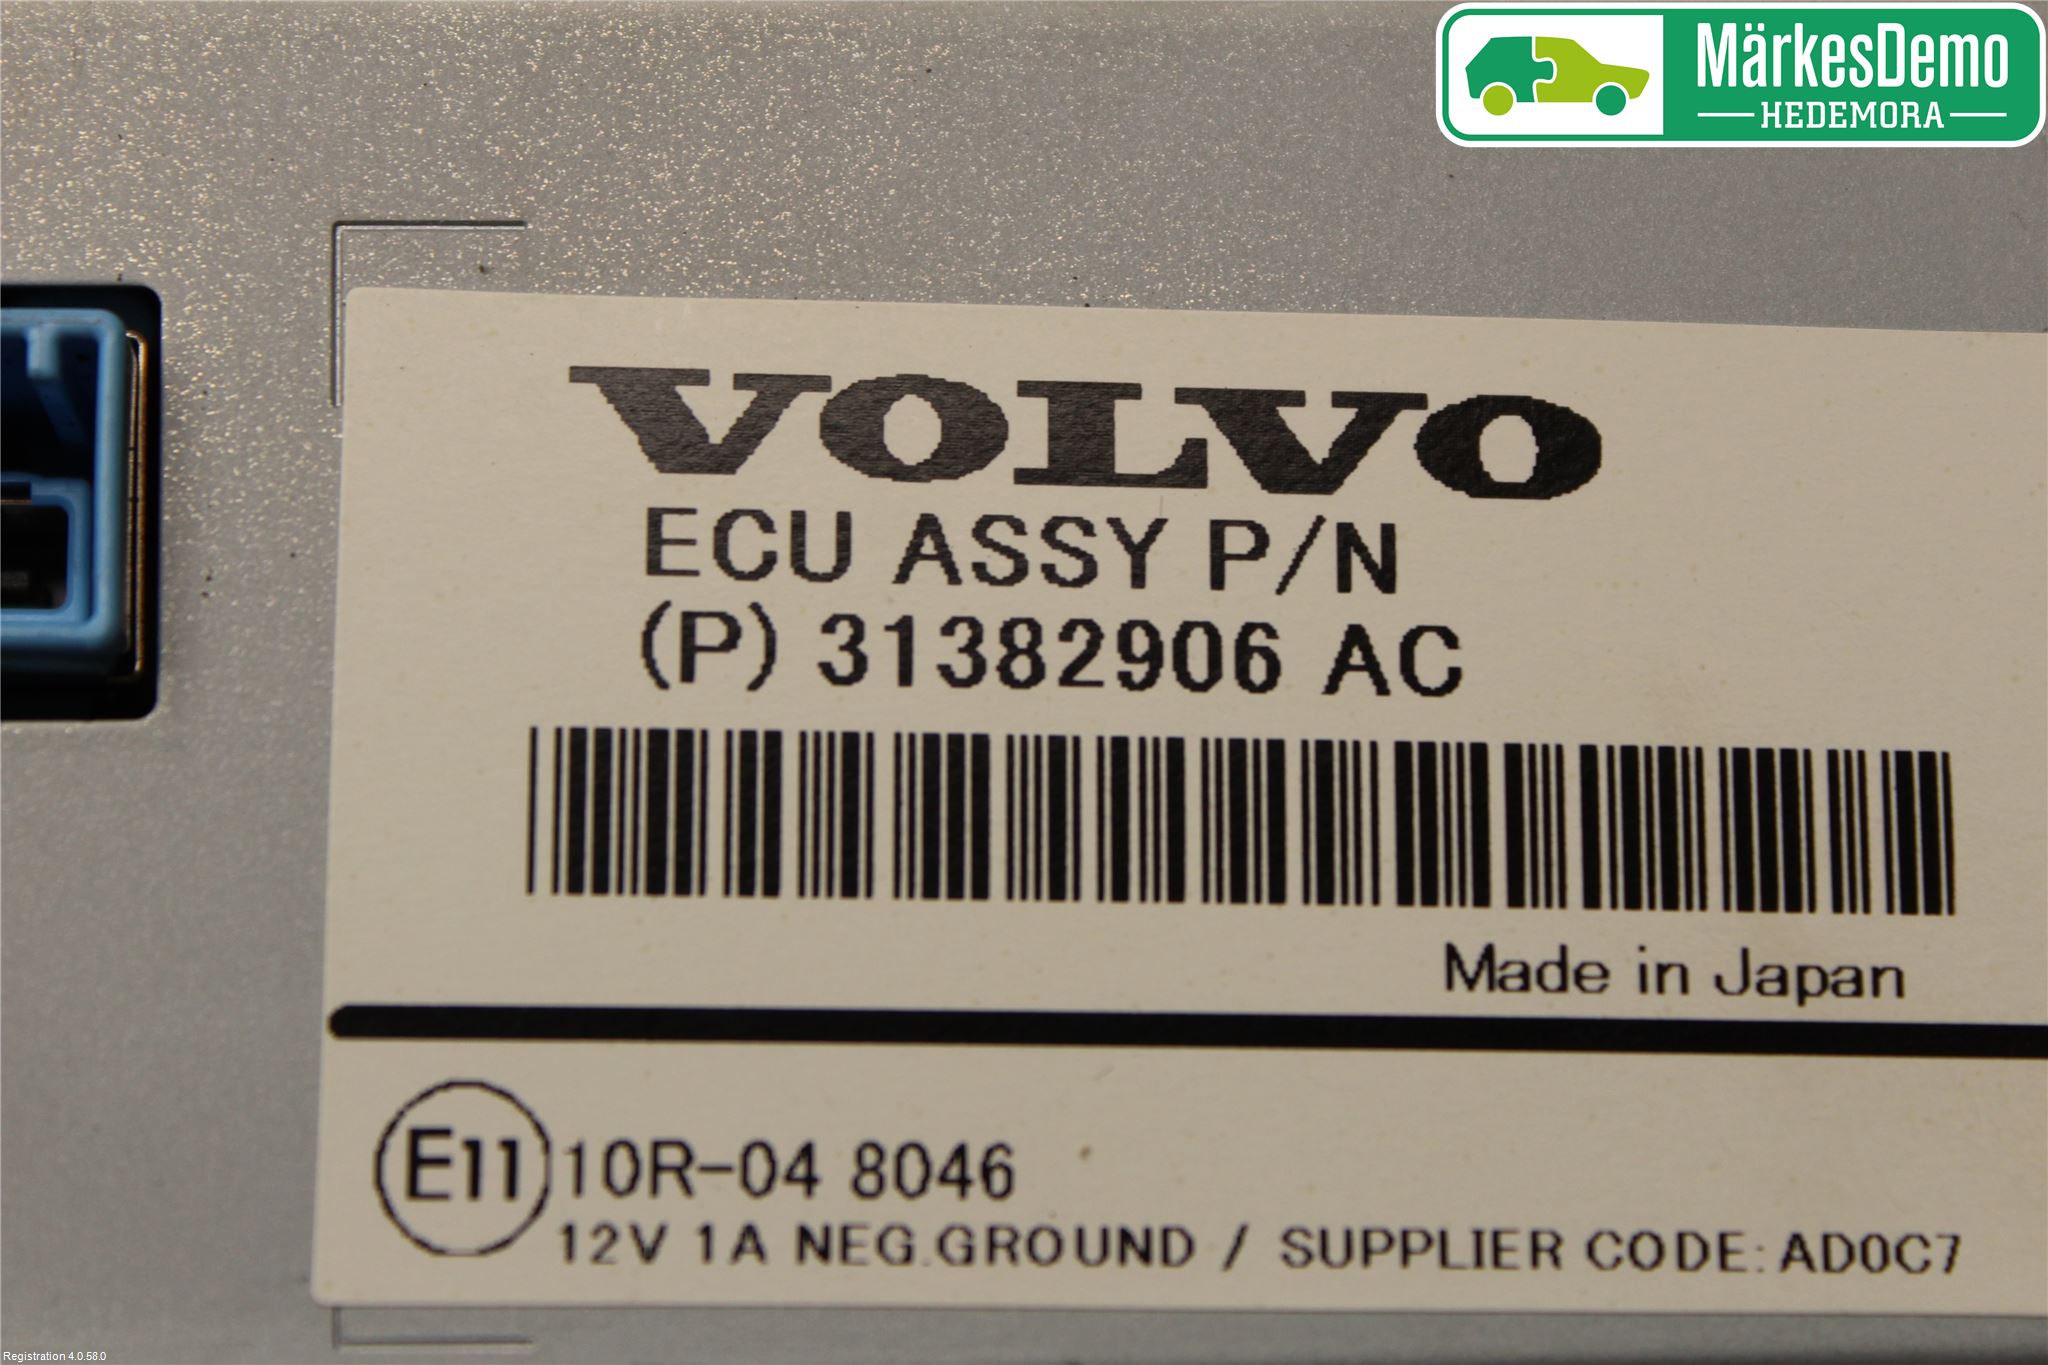 MärkesDemo
HEDEMORA
VOLVO
ECU ASSY P/N
(P) 31382906 AC
Made in Japan
E11 10R-04 8046
12V 1A NEG.GROUND / SUPPLIER CODE: AD0C7
Registration 4.0.58.0